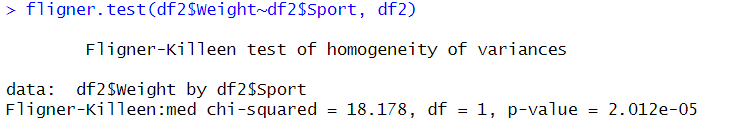 > fligner.test(df2$Weight~df2$Sport, df2)
Fligner-Killeen test of homogeneity of variances
data:  df2$Weight by df2$Sport
Fligner-Killeen:med chi-squared = 18.178, df = 1, p-value = 2.012e-05